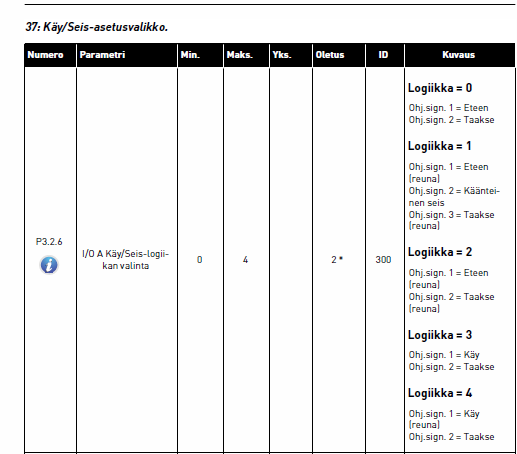 37: Käy/Seis-asetusvalikko.
Numero Parametri Min. Maks. Yks. Oletus ID Kuvaus
Logiikka = 0
Ohj.sign. 1 = Eteen
Ohj.sign. 2 = Taakse
Logiikka = 1
Ohj.sign. 1 = Eteen
(reuna)
Ohj.sign. 2 = Kääntei-
nen seis
Ohj.sign. 3 = Taakse
(reuna)
P3.2.6
I/O A Käy/Seis-logii-
kan valinta
0 4 2 * 300
Logiikka = 2
Ohj.sign. 1 = Eteen
(reuna)
Ohj.sign. 2 = Taakse
(reuna)
Logiikka = 3
Ohj.sign. 1 = Käy
Ohj.sign. 2 = Taakse
Logiikka = 4
Ohj.sign. 1 = Käy
(reuna)
Ohj.sign. 2 = Taakse